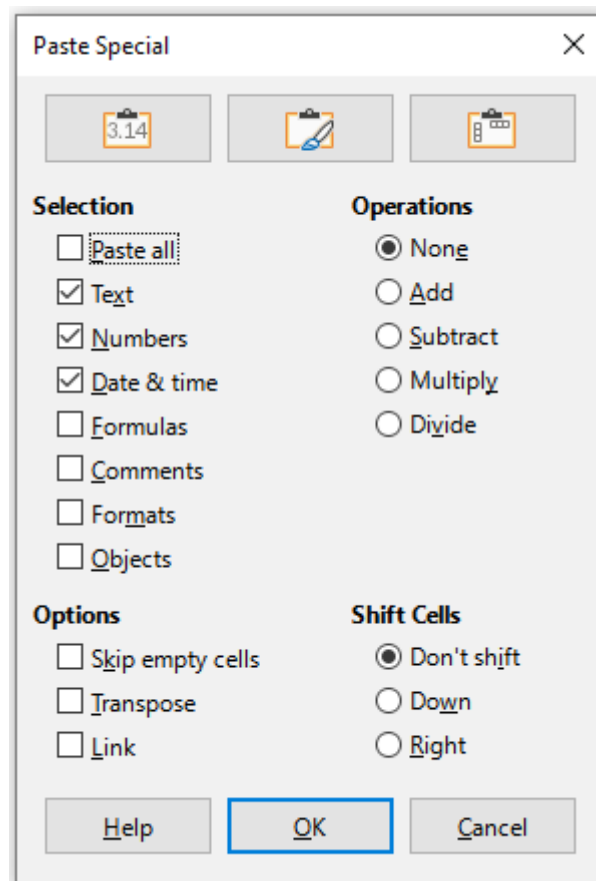 Paste Special
3.14
Selection
Paste all
Text
Numbers
Date & time
Formulas
Comments
Formats
Objects
Operations
None
Add
Subtract
Multiply
Divide
Options
Skip empty cells
Transpose
Link
Shift Cells
Don't shift
Down
Right
Help
OK
Cancel